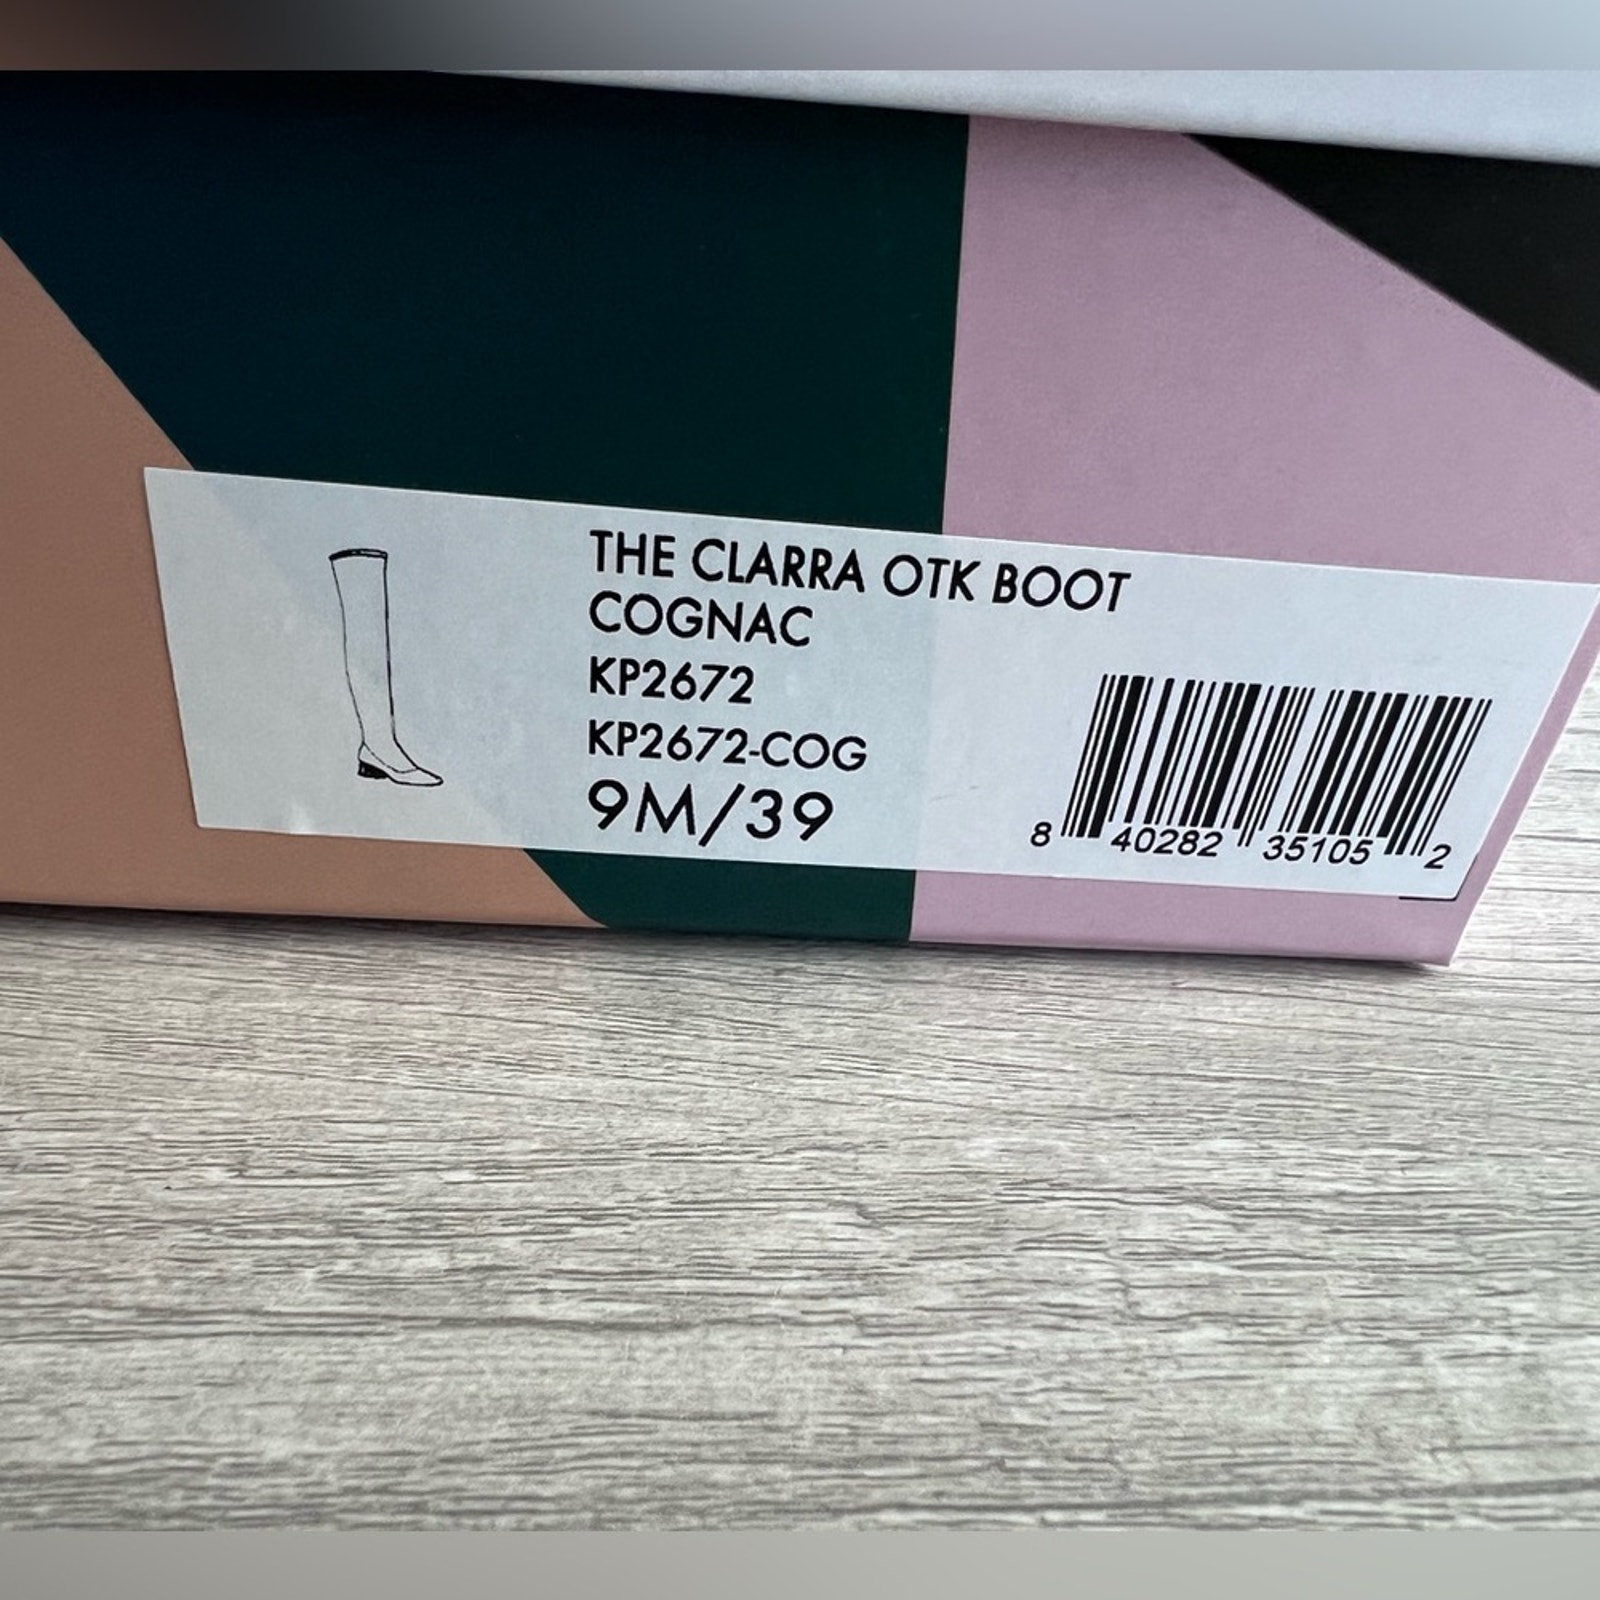 THE CLARRA OTK BOOT
COGNAC
KP2672
KP2672-COG
9M/39
8 40282 35105 2